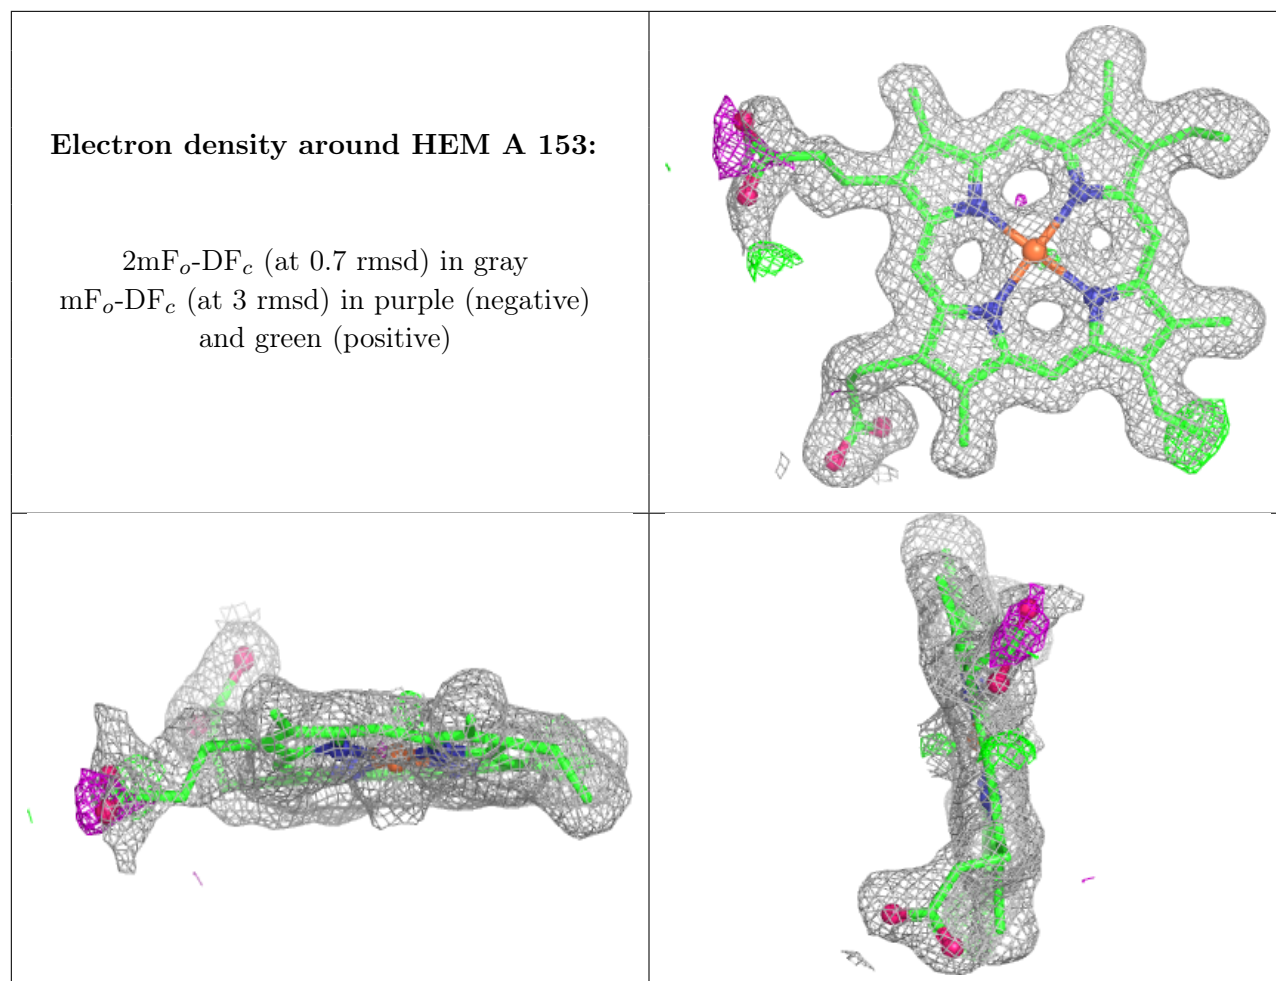 Electron density around HEM A 153:
2mFo-DFc (at 0.7 rmsd) in gray
mFo-DFc (at 3 rmsd) in purple (negative)
and green (positive)